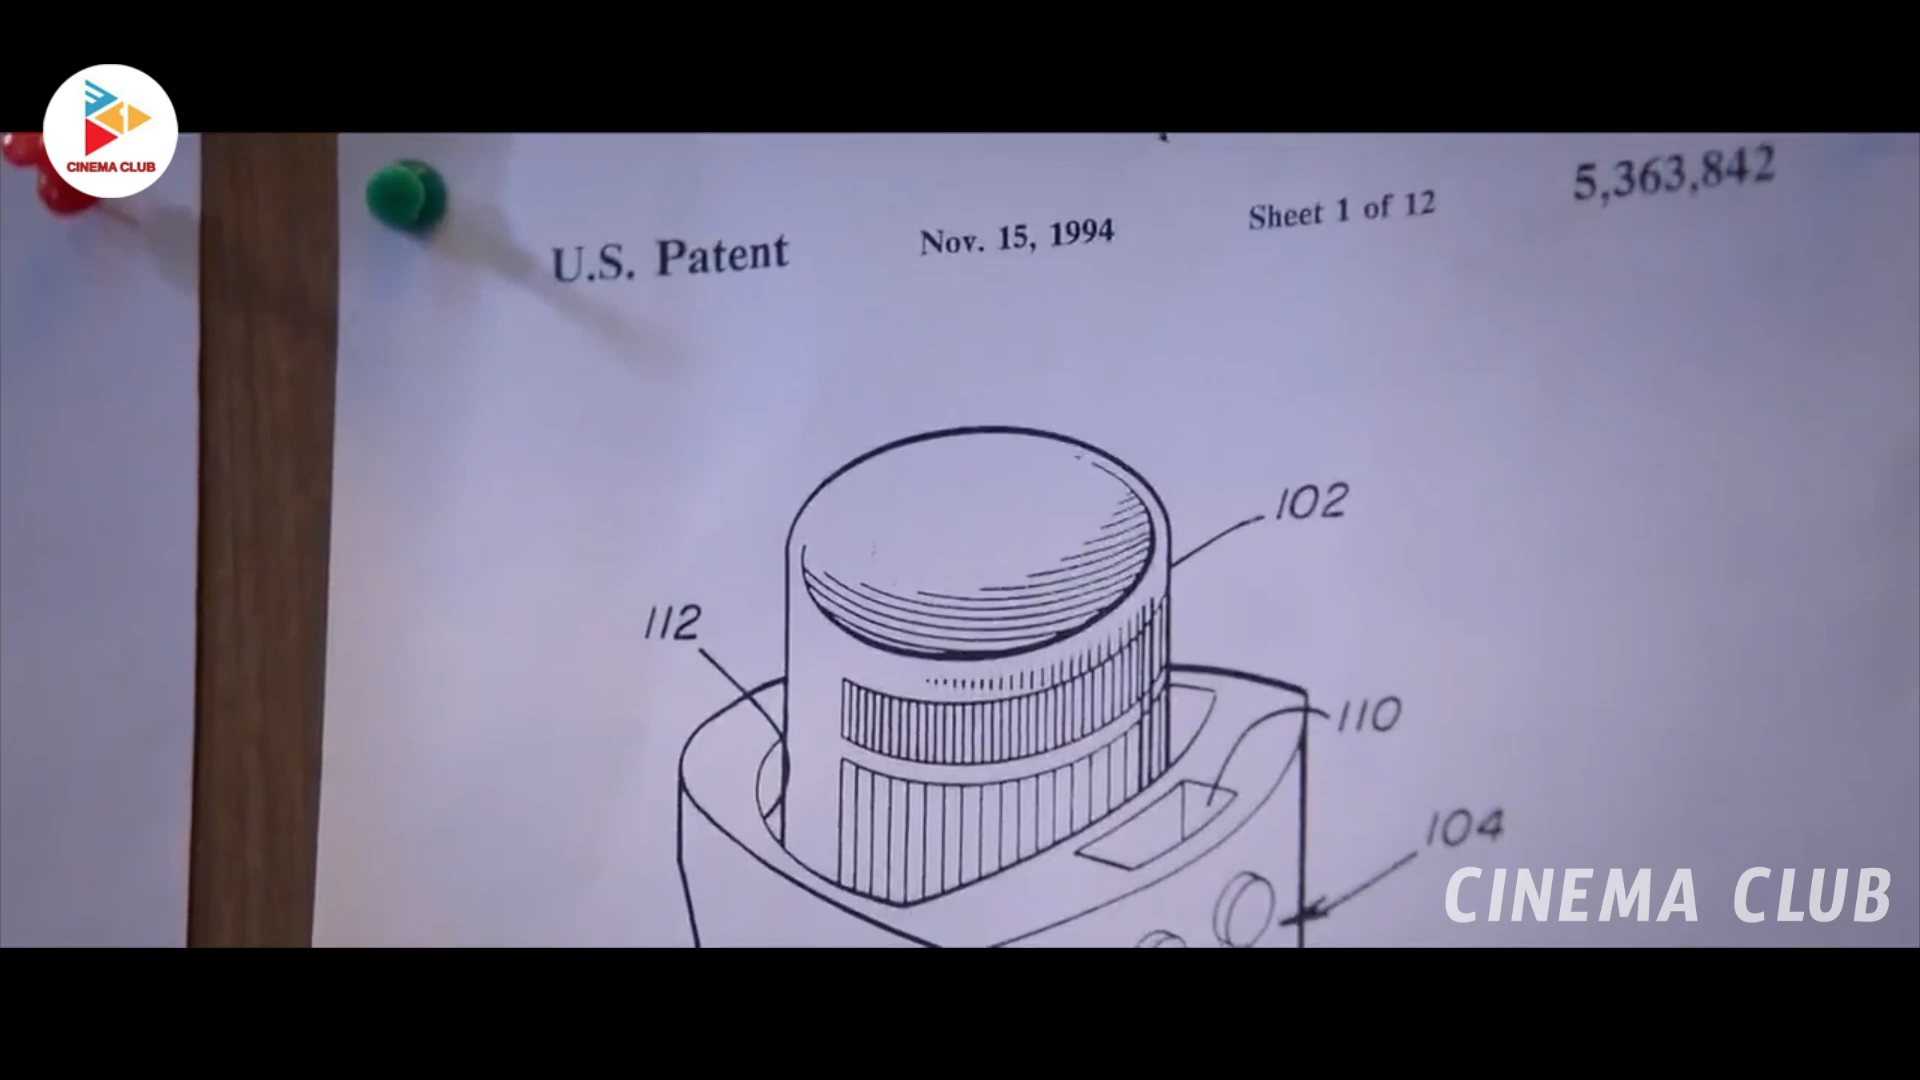 CINEMA CLUB
U.S. Patent Nov. 15, 1994 Sheet 1 of 12 5,363,842
102
112
110
104
CINEMA CLUB